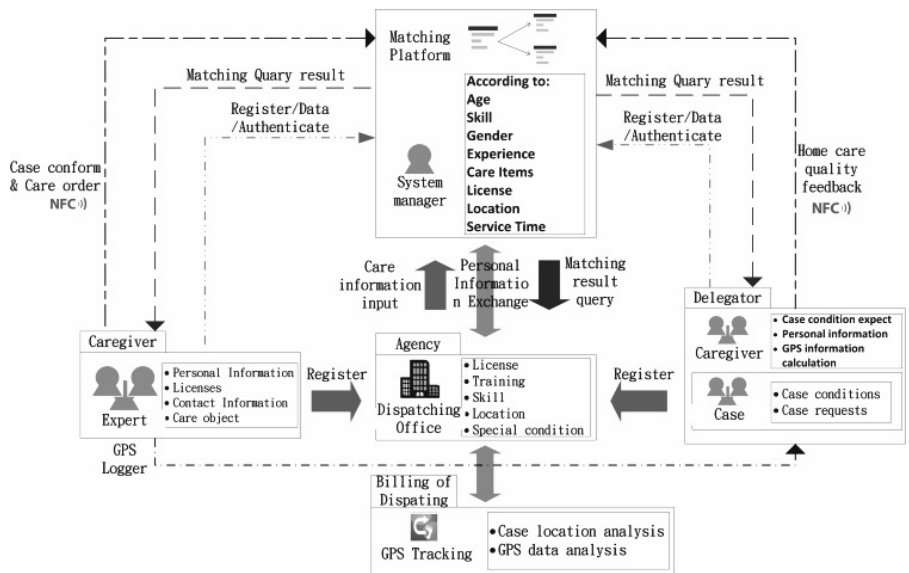 Matching
Platform
According to:
Age
Skill
Gender
Experience
Care Items
License
Location
Service Time
System
manager
Matching Quary result
Register/Data
/Authenticate
Case conform
& Care order
NFC
Matching Quary result
Register/Data
/Authenticate
Home care
quality
feedback
NFC
Care
information
input
Personal
Informatio
n Exchange
Matching
result
query
Caregiver
Expert
• Personal Information
• Licenses
• Contact Information
• Care object
Register
Agency
Dispatching
Office
• License
• Training
• Skill
• Location
• Special condition
Register
Delegator
Caregiver
• Case condition expect
• Personal information
• GPS information
calculation
Case
• Case conditions
• Case requests
GPS
Logger
Billing of
Dispating
GPS Tracking
• Case location analysis
• GPS data analysis